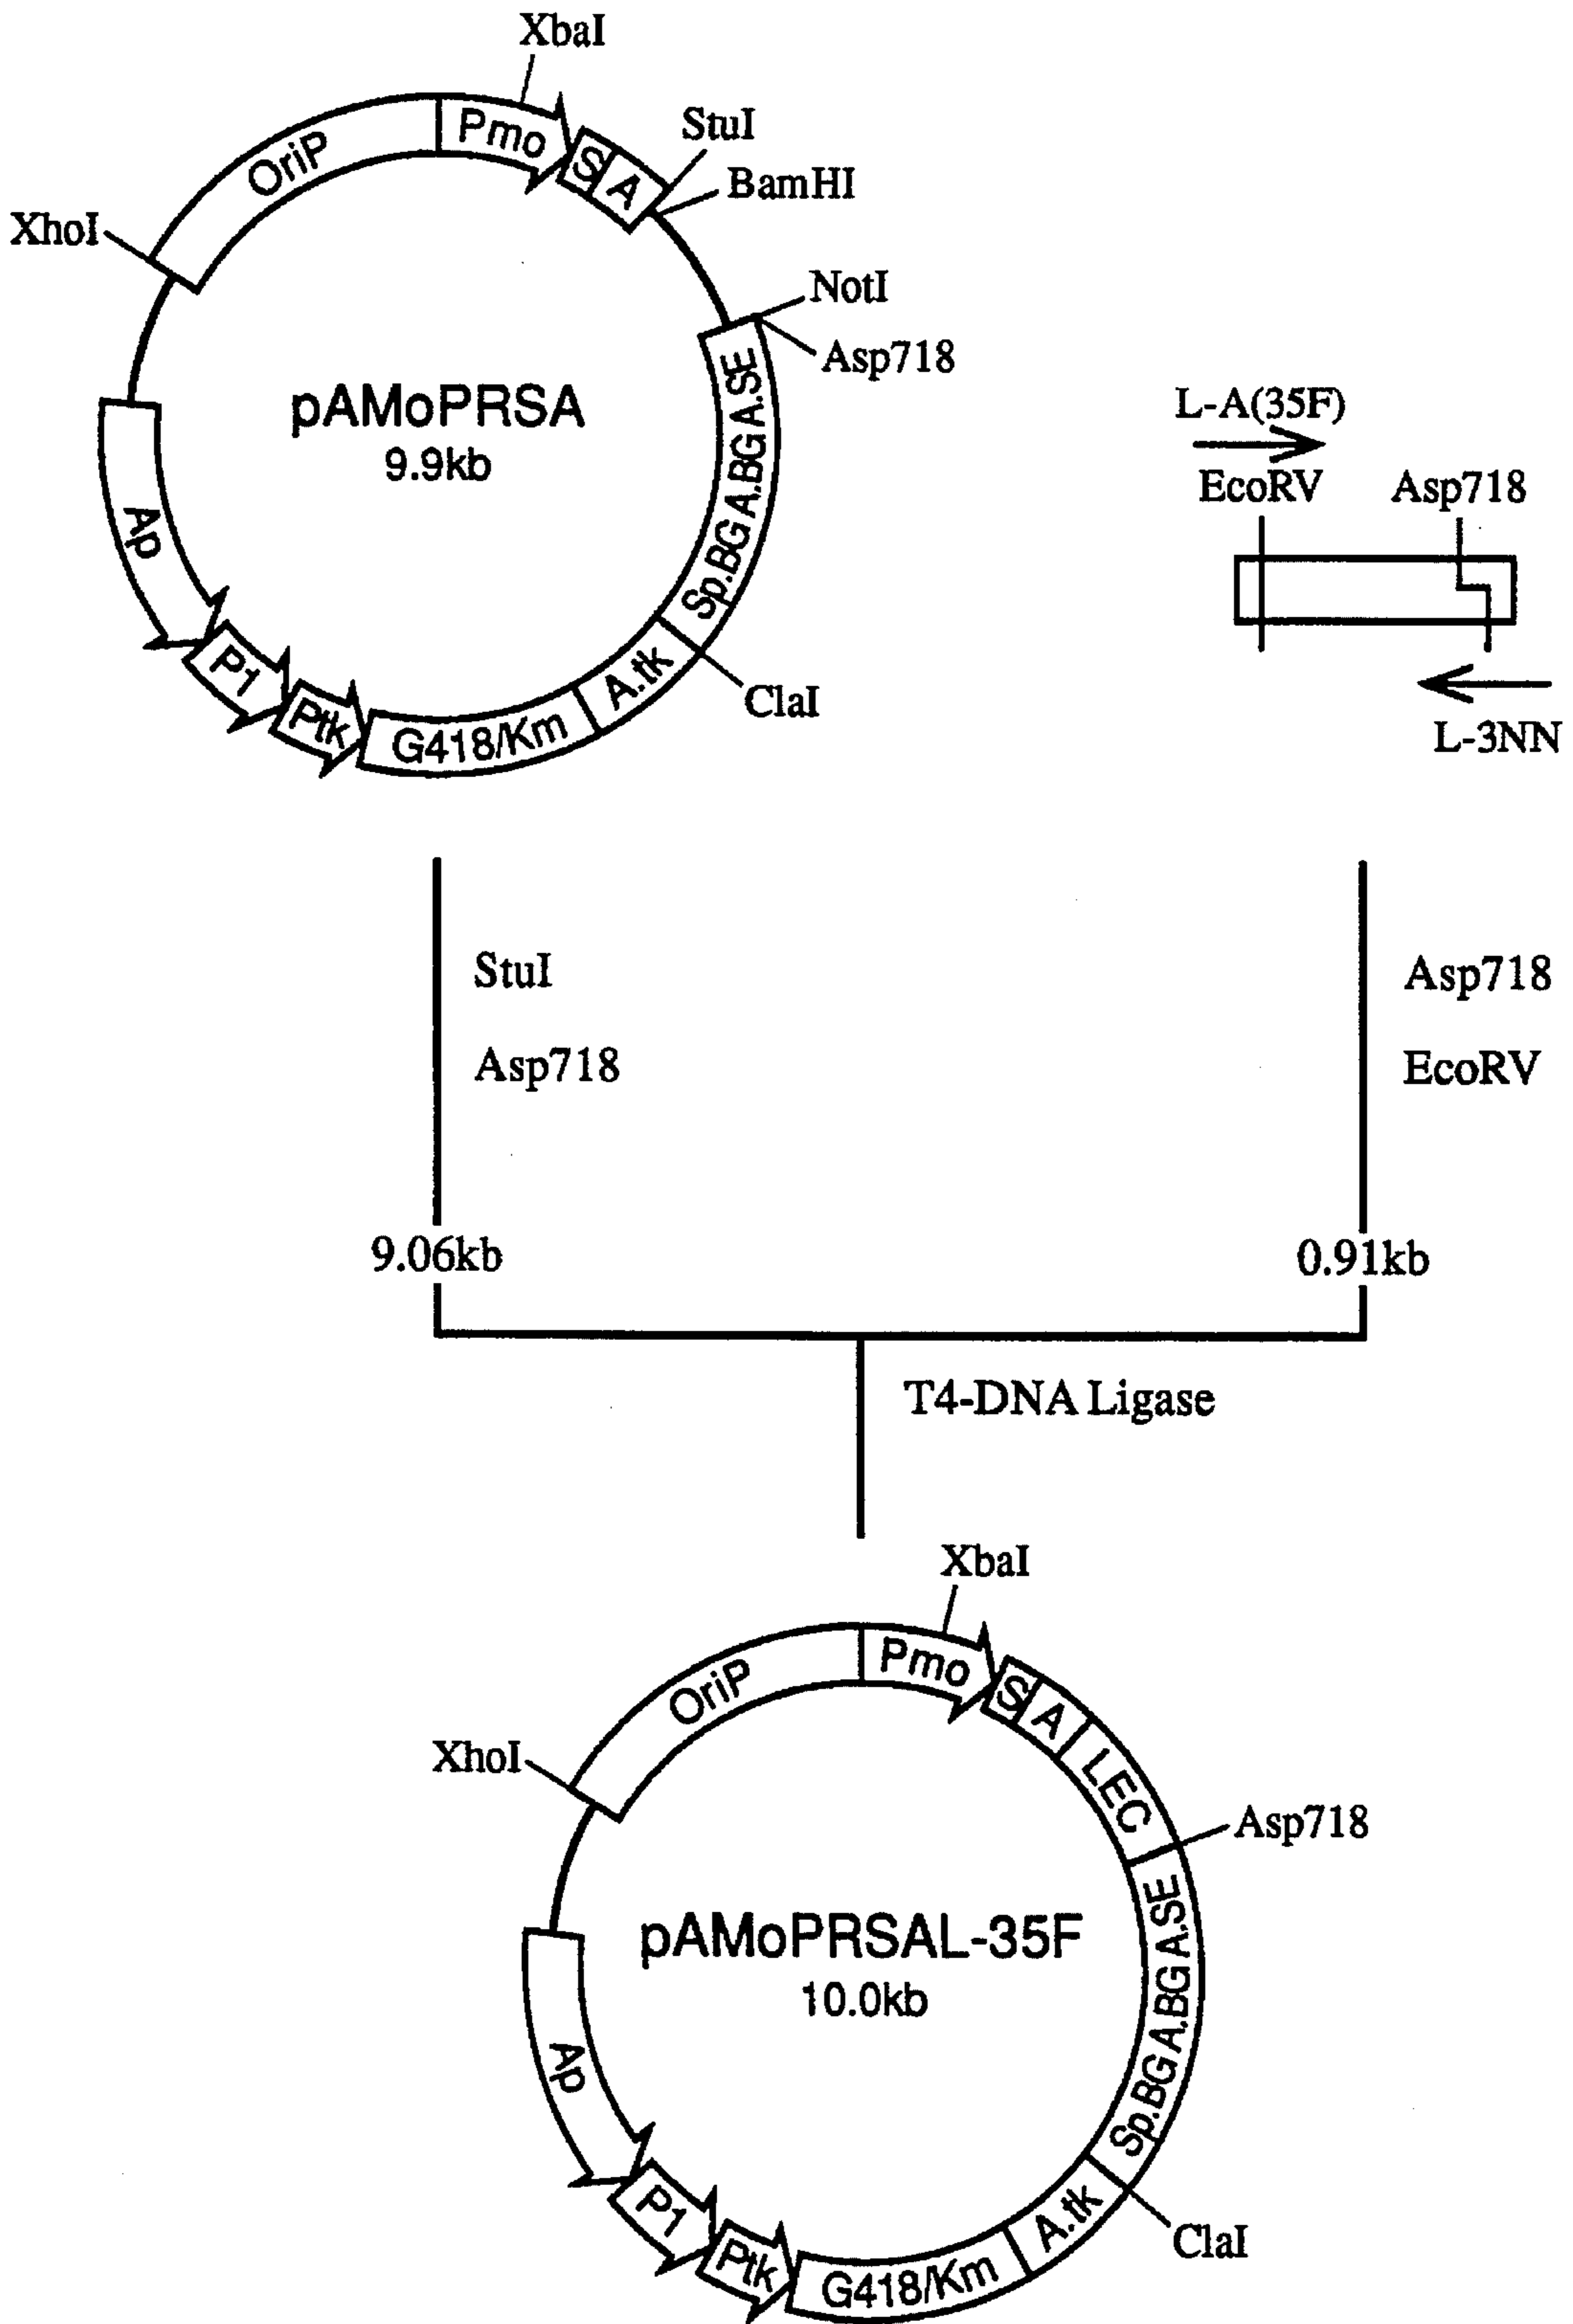 XbaI
StuI
BamHI
NotI
Asp718
XhoI
OriP
Pmo
S
A
pAMoPRSA
9.9kb
Sp.BG A.BG A.SE
Ap
P1
Ptk
G418/Km
A.tk
ClaI
L-A(35F)
EcoRV
Asp718
L-3NN
StuI
Asp718
9.06kb
Asp718
EcoRV
0.91kb
T4-DNA Ligase
XbaI
XhoI
OriP
Pmo
S
A
LEC
Asp718
pAMoPRSAL-35F
10.0kb
Sp.BG A.BG A.SE
Ap
P1
Ptk
G418/Km
A.tk
ClaI